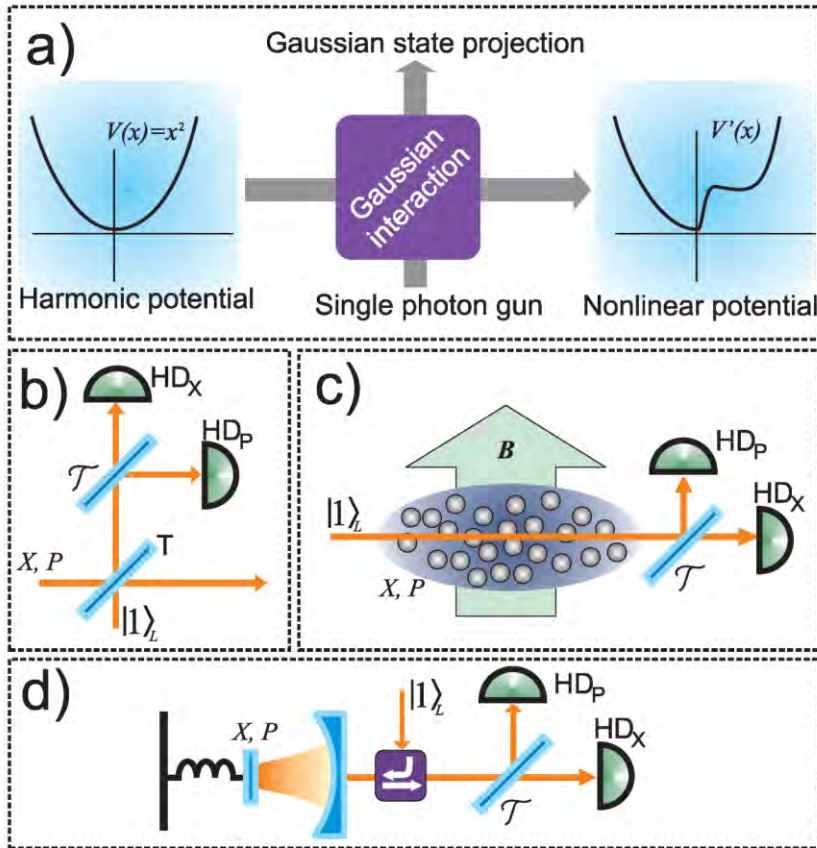 a)
Gaussian state projection
V(x)=x²
Gaussian
interaction
V’(x)
Harmonic potential
Single photon gun
Nonlinear potential
b)
HD_X
HD_P
𝒯
T
X, P
|1⟩_L
c)
B
HD_P
HD_X
|1⟩_L
X, P
𝒯
d)
|1⟩_L
HD_P
X, P
HD_X
𝒯